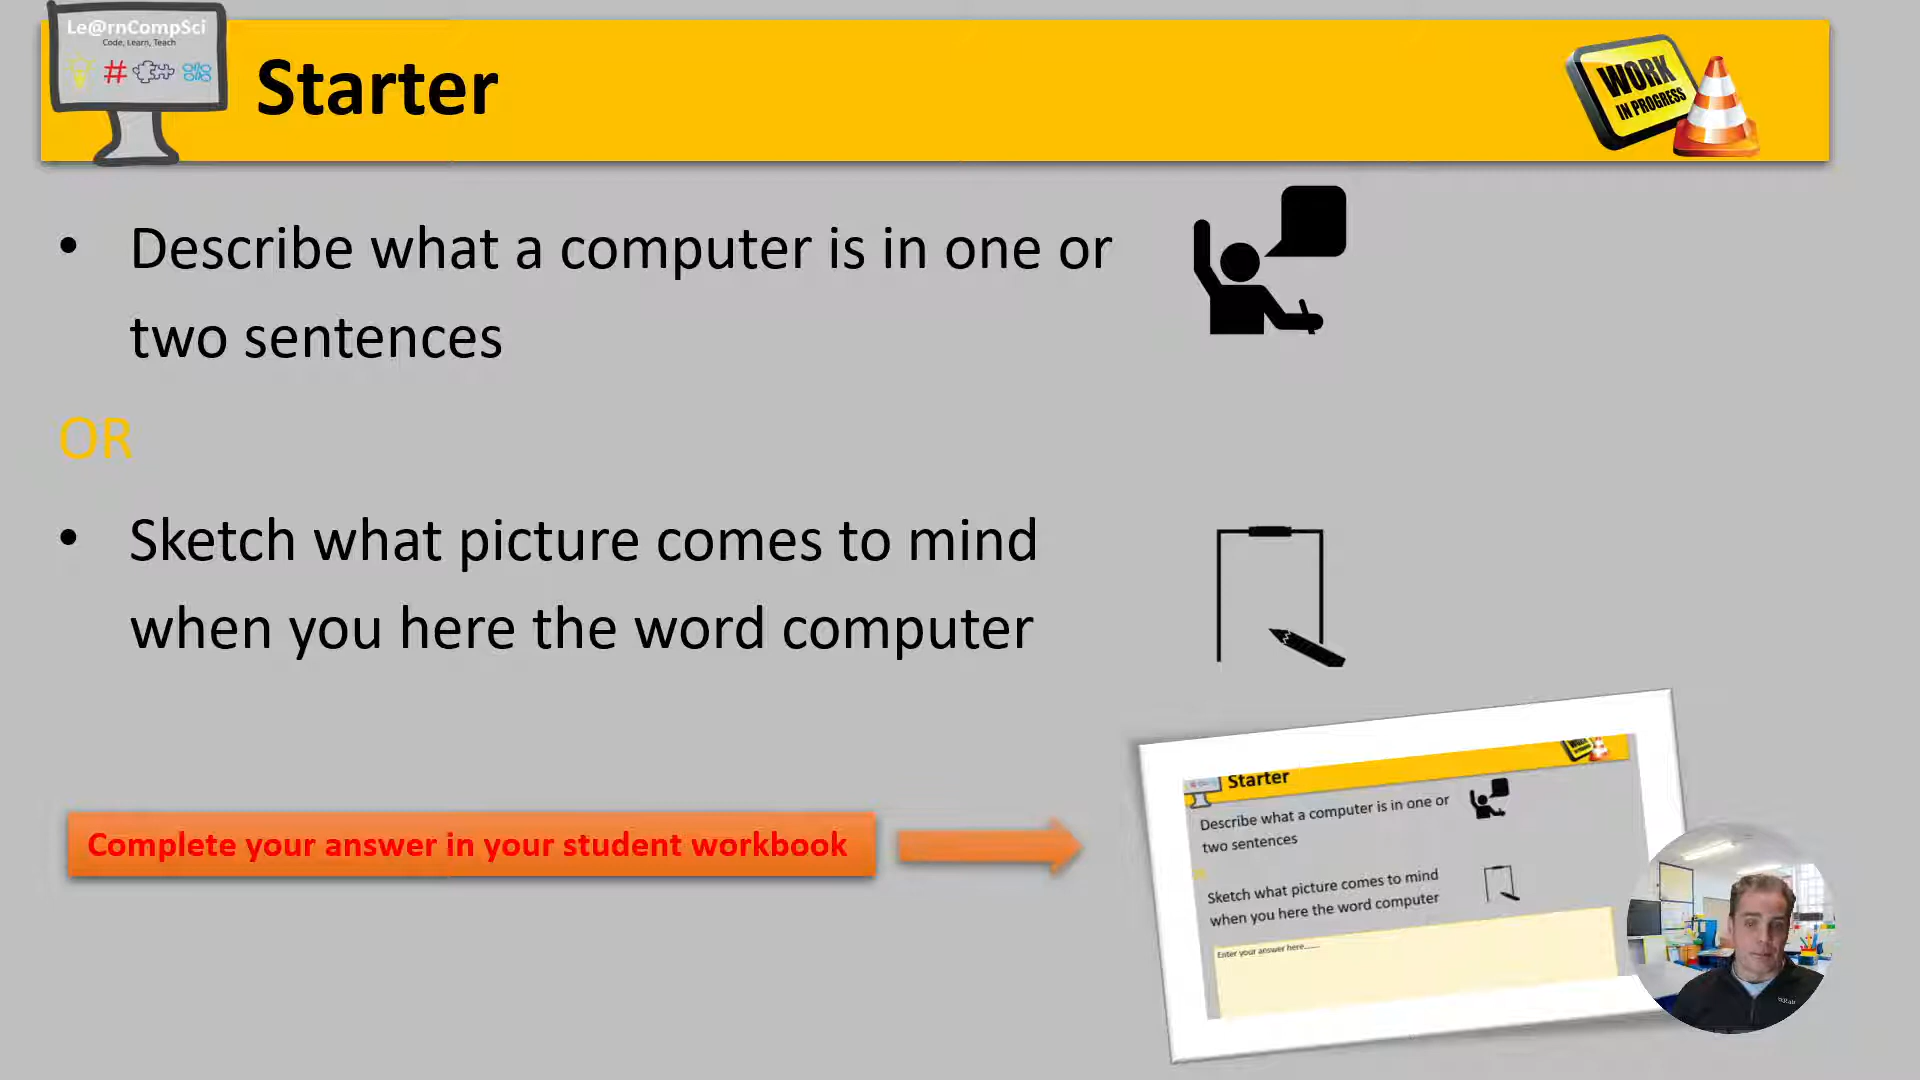 Le@rnCompSci
Code, Learn, Teach
#
Starter
WORK
IN PROGRESS
• Describe what a computer is in one or
two sentences
OR
• Sketch what picture comes to mind
when you here the word computer
Complete your answer in your student workbook
Starter
Describe what a computer is in one or
two sentences
Sketch what picture comes to mind
when you here the word computer
Enter your answer here......